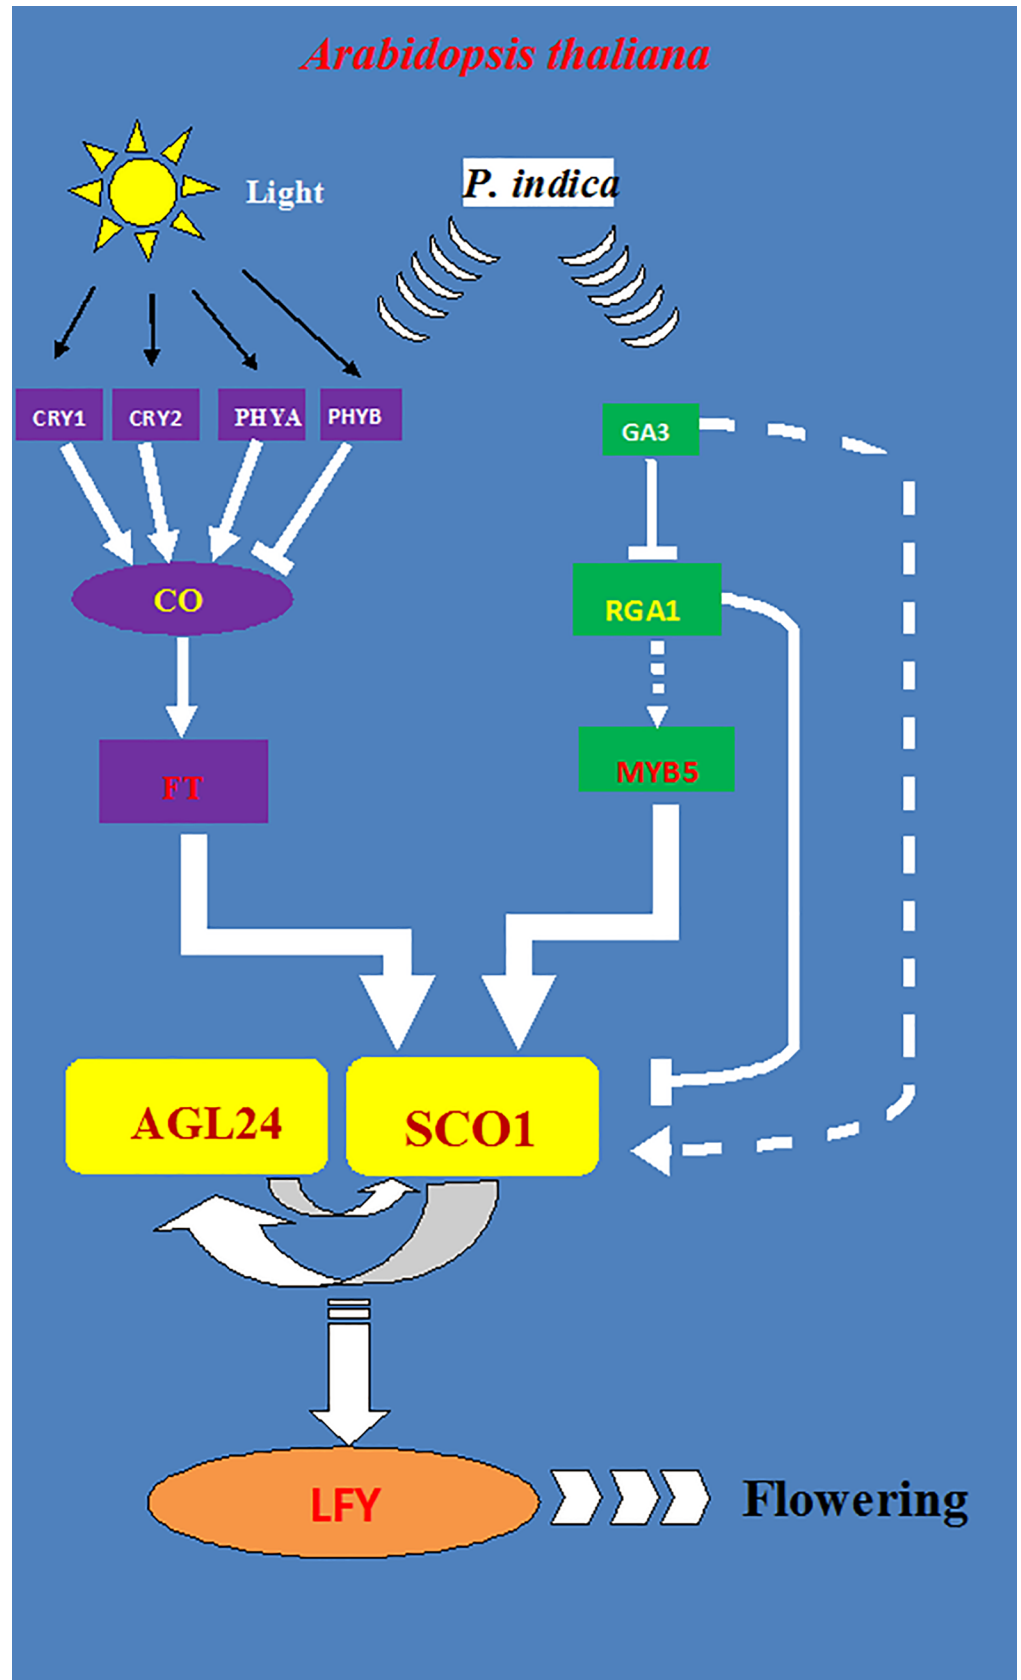 Arabidopsis thaliana
Light
P. indica
CRY1
CRY2
PHYA
PHYB
GA3
CO
RGA1
FT
MYB5
AGL24
SCO1
LFY
Flowering